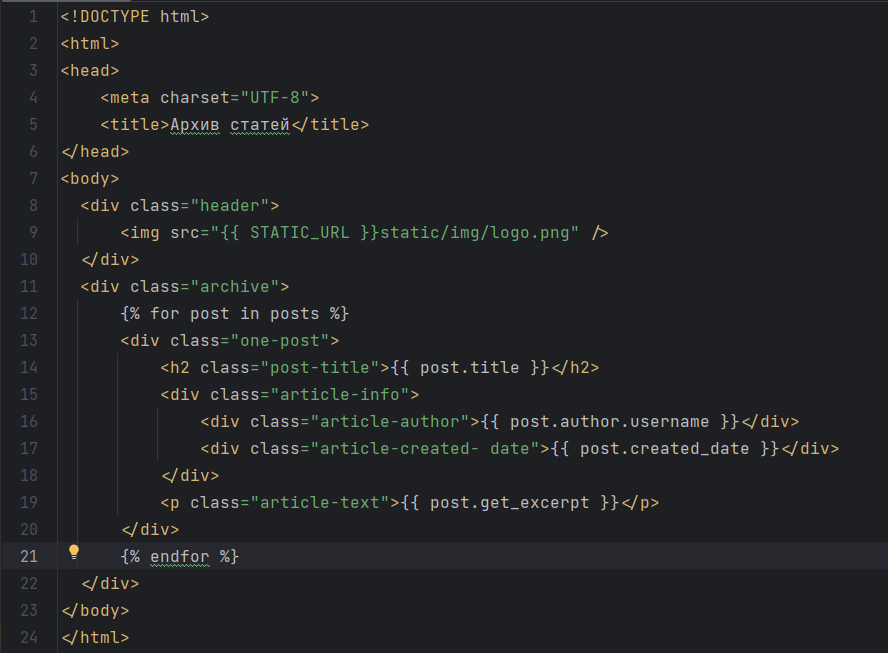 1 <!DOCTYPE html>
2 <html>
3 <head>
4     <meta charset="UTF-8">
5     <title>Архив статей</title>
6 </head>
7 <body>
8   <div class="header">
9       <img src="{{ STATIC_URL }}static/img/logo.png" />
10   </div>
11   <div class="archive">
12       {% for post in posts %}
13       <div class="one-post">
14           <h2 class="post-title">{{ post.title }}</h2>
15           <div class="article-info">
16               <div class="article-author">{{ post.author.username }}</div>
17               <div class="article-created- date">{{ post.created_date }}</div>
18           </div>
19           <p class="article-text">{{ post.get_excerpt }}</p>
20       </div>
21       {% endfor %}
22   </div>
23 </body>
24 </html>